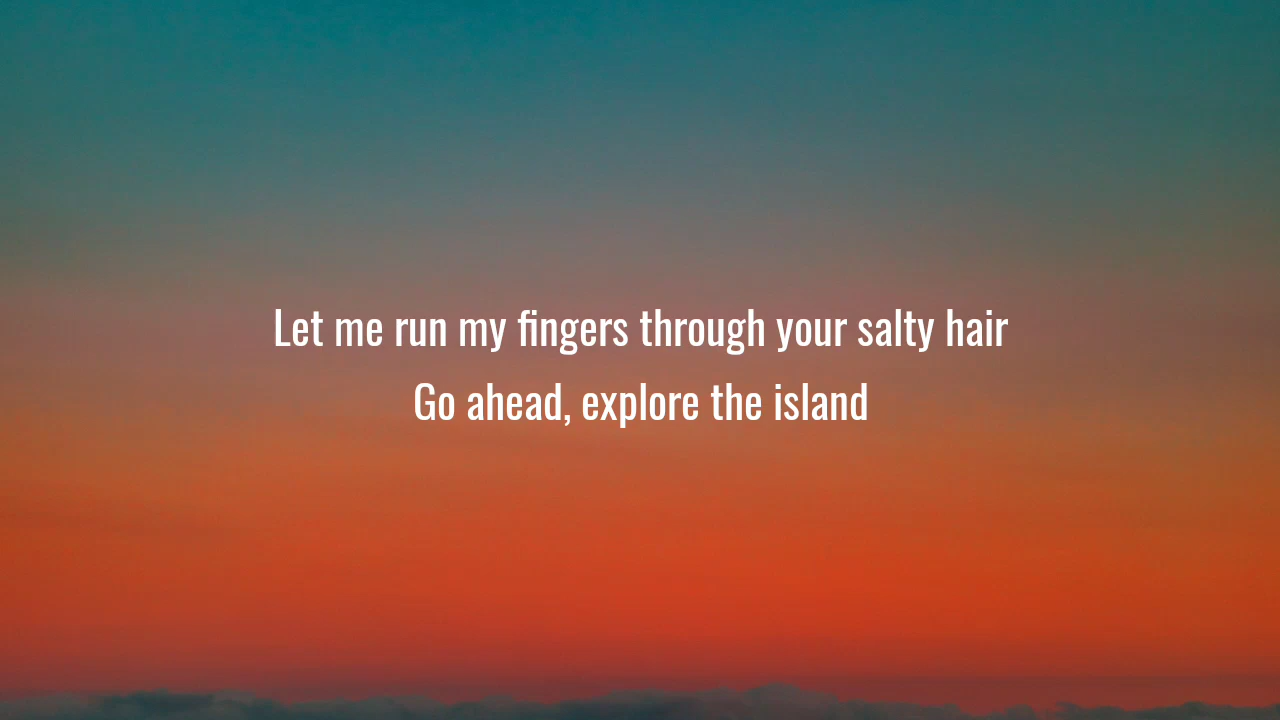 Let me run my fingers through your salty hair
Go ahead, explore the island